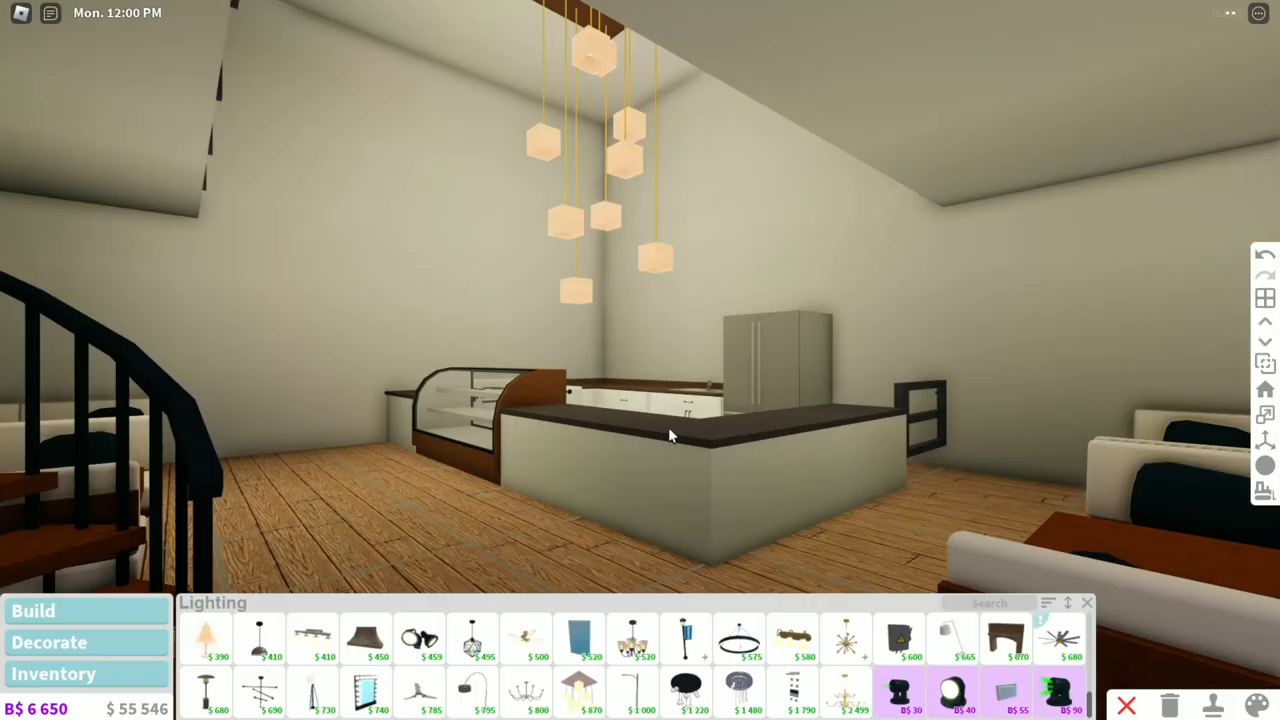 Mon. 12:00 PM
Build
Decorate
Inventory
B$ 6 650
$ 55 546
Lighting
Search
$ 390
$ 410
$ 410
$ 450
$ 459
$ 495
$ 500
$ 520
$ 520
+
$ 575
$ 580
+
$ 600
$ 665
$ 670
! $ 680
$ 680
$ 690
$ 730
$ 740
$ 785
$ 795
$ 800
$ 870
$ 1 000
$ 1 220
$ 1 480
$ 1 790
$ 2 499
B$ 30
B$ 40
B$ 55
B$ 90